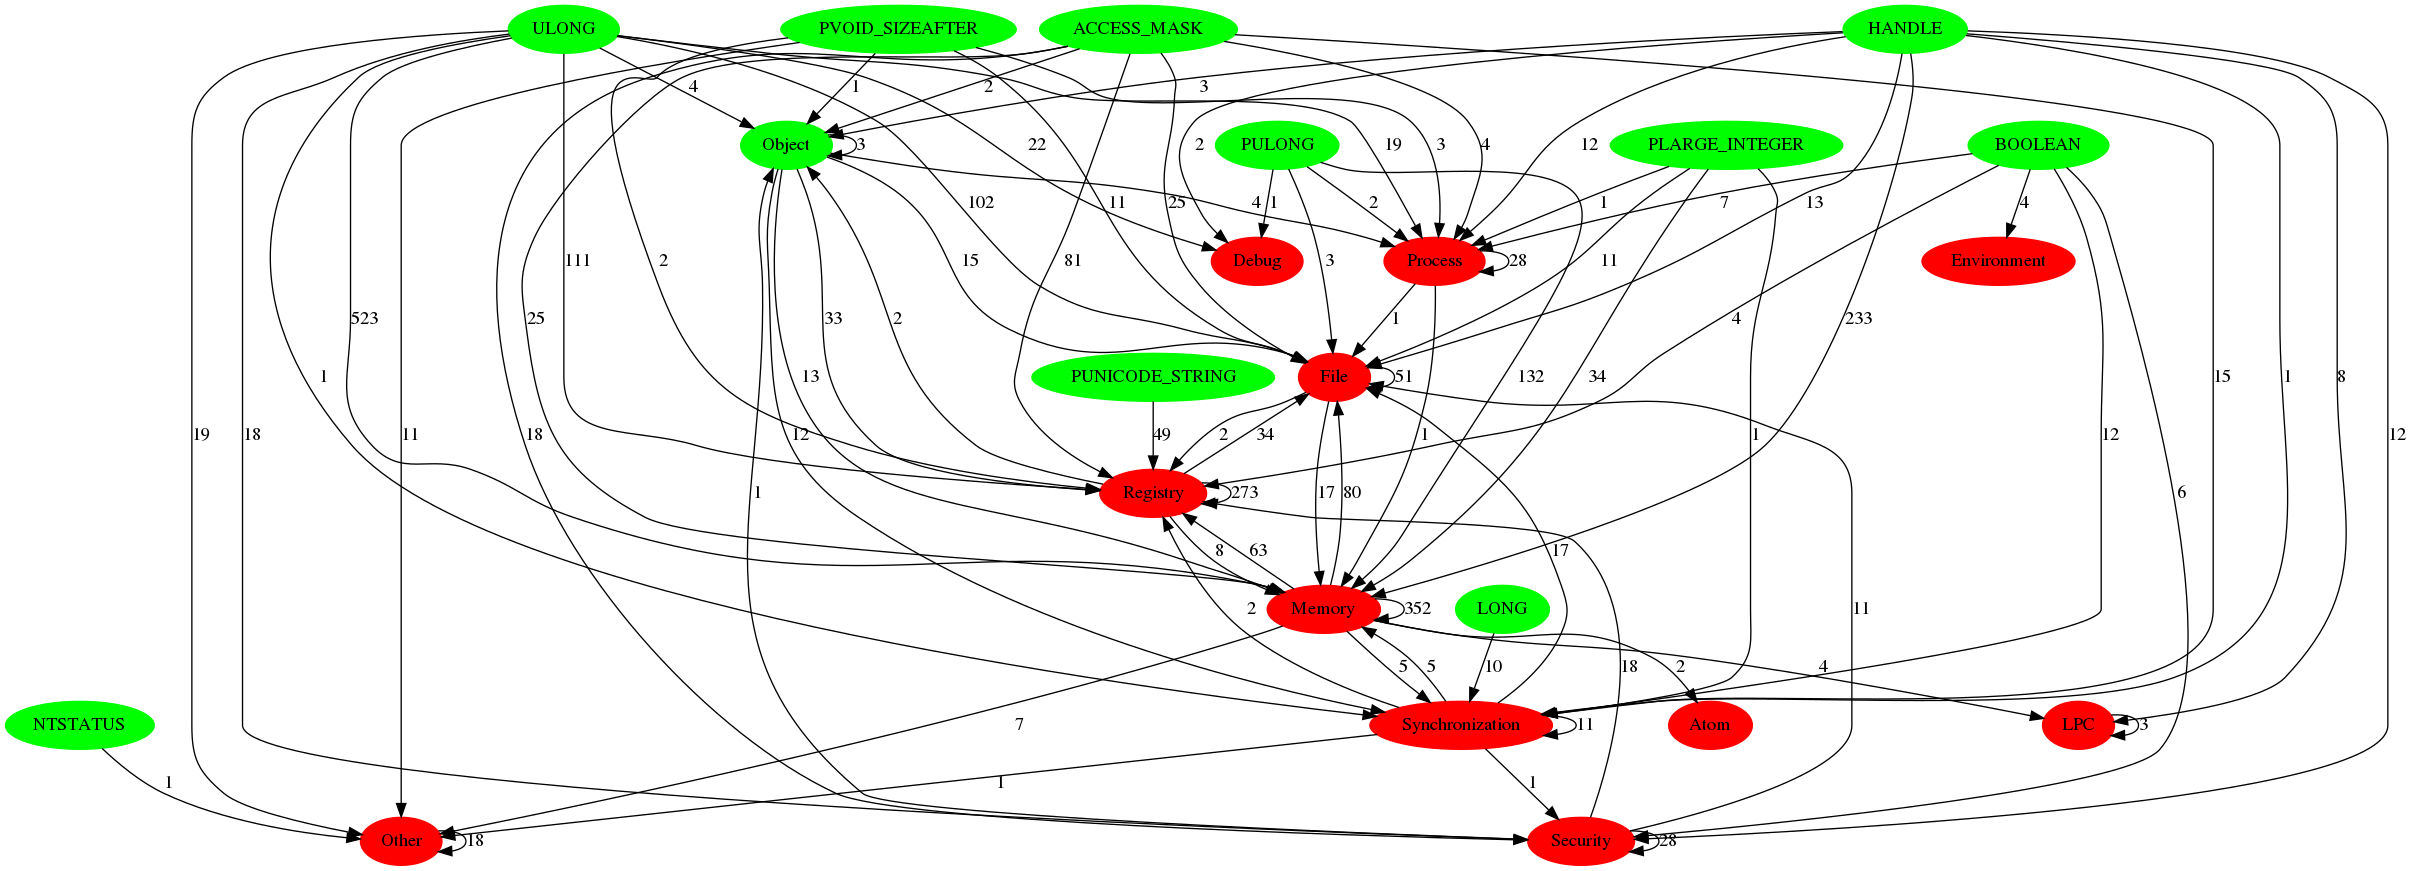 ULONG PVOID_SIZEAFTER ACCESS_MASK HANDLE
4 1 2 3
Object 3 PULONG 22 2 19 3 4 12 PLARGE_INTEGER BOOLEAN
102 11 25 4 1 2 1 7 13 4
111 2 81 15 Debug Process 28 3 11 Environment
523 25 33 2 1 132 34 233 4
1 13 PUNICODE_STRING File 51 15 1 8
19 18 11 18 12 49 2 34 1 1 12 12
1 Registry 273 17 80 6
8 63 17
2 Memory 352 LONG 11
5 5 10 2 4 18
NTSTATUS 7 Synchronization 11 Atom LPC 3
1 1 1
Other 18 Security 28